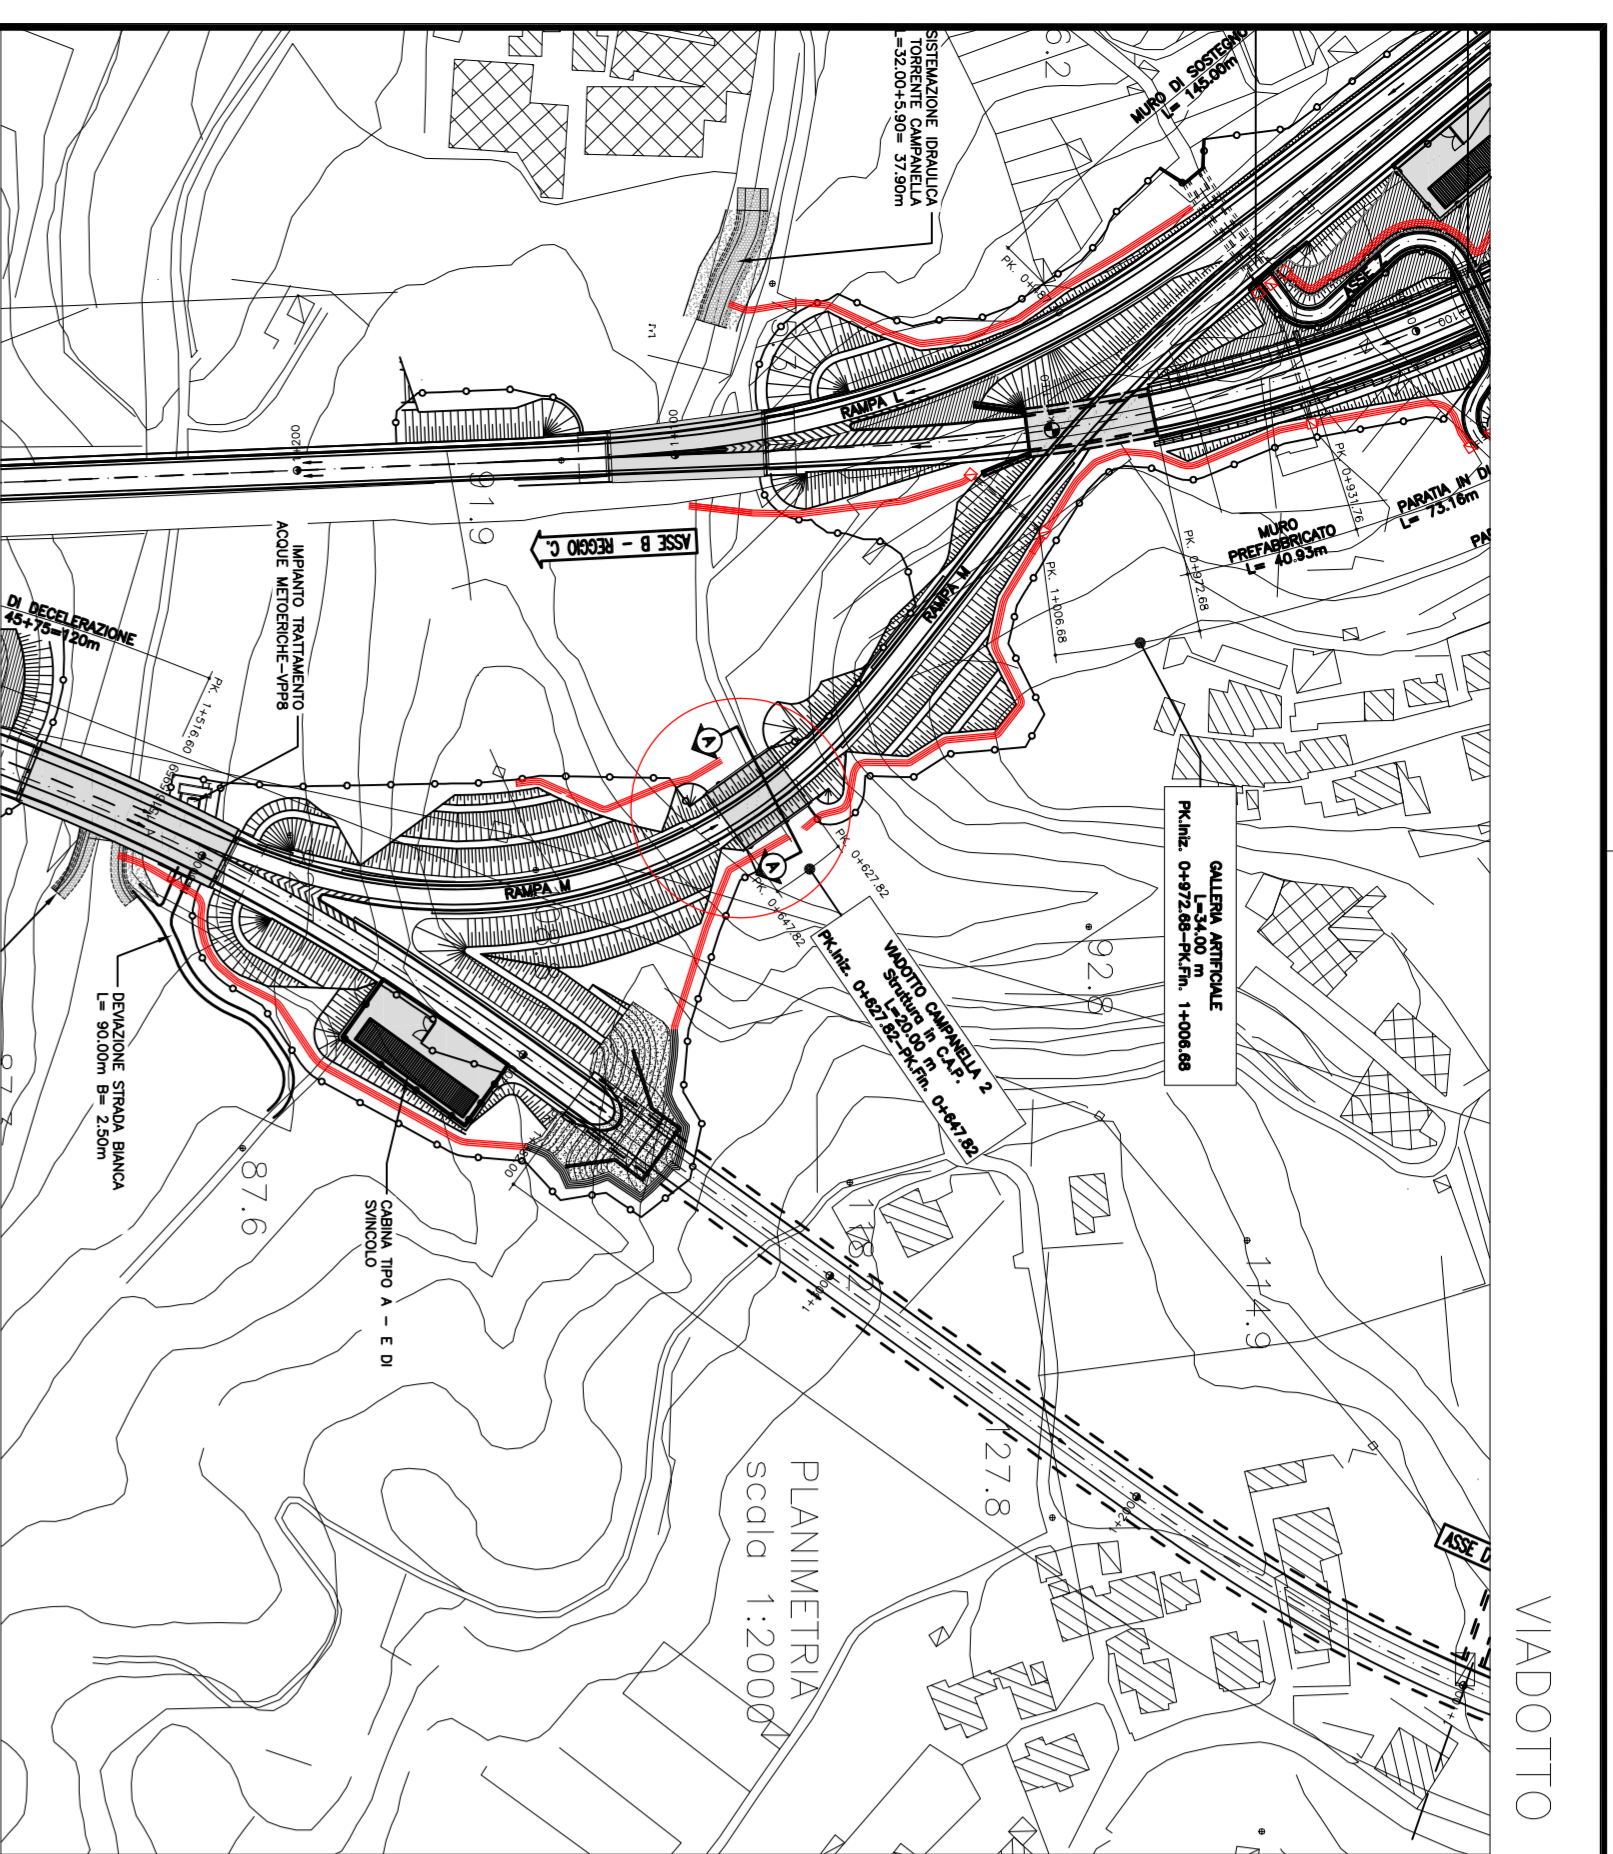 VIADOTTO
PLANIMETRIA
scala 1:2000
SISTEMAZIONE IDRAULICA
TORRENTE CAMPANELLA
L=32.00+5.90= 37.90m
MURO DI SOSTEGNO
L= 145.00m
ASSE Z
RAMPA L
PK. 0+931.76
PARATIA IN
L= 73.16m
MURO
PREFABBRICATO
L= 40.93m
PK. 0+972.68
PK. 1+006.68
GALLERIA ARTIFICIALE
L=34.00 m
PK.Iniz. 0+972.68-PK.Fin. 1+006.68
ASSE B - REGGIO C.
91.9
RAMPA M
IMPIANTO TRATTAMENTO
ACQUE METOERICHE-VPP8
DI DECELERAZIONE
45+75=120m
PK. 1+516.60
A
A
RAMPA M
PK. 0+627.82
PK. 0+647.82
VIADOTTO CAMPANELLA 2
Struttura in C.A.P.
L=20.00 m
PK.Iniz. 0+627.82-PK.Fin. 0+647.82
92.8
DEVIAZIONE STRADA BIANCA
L= 90.00m B= 2.50m
CABINA TIPO A - E DI
SVINCOLO
87.6
114.9
1+200
ASSE D